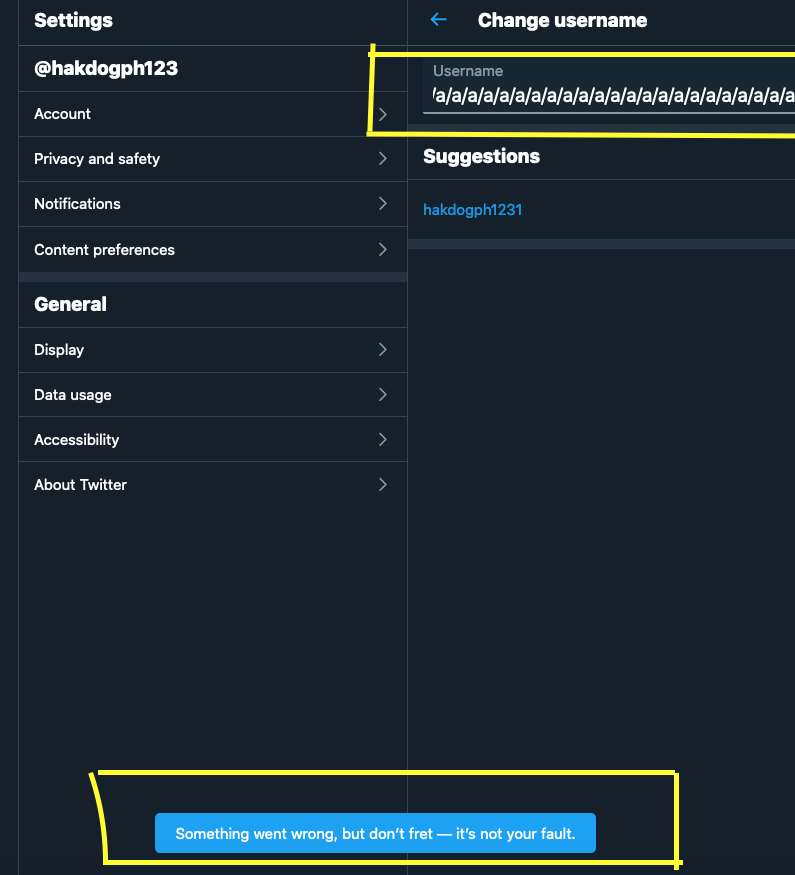 Settings
@hakdogph123
Account
Privacy and safety
Notifications
Content preferences
General
Display
Data usage
Accessibility
About Twitter
Change username
Username
/a/a/a/a/a/a/a/a/a/a/a/a/a/a/a/a/a/a/a/a/a/a/a
Suggestions
hakdogph1231
Something went wrong, but don’t fret — it’s not your fault.